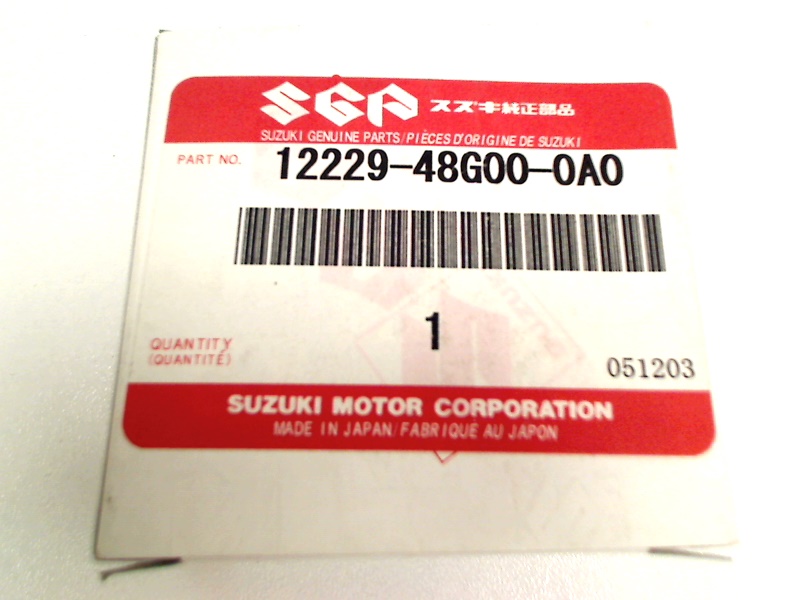 SGP スズキ純正部品
SUZUKI GENUINE PARTS/PIÈCES D'ORIGINE DE SUZUKI
PART NO. 12229-48G00-0A0
1
QUANTITY
(QUANTITÉ)
051203
SUZUKI MOTOR CORPORATION
MADE IN JAPAN/FABRIQUÉ AU JAPON